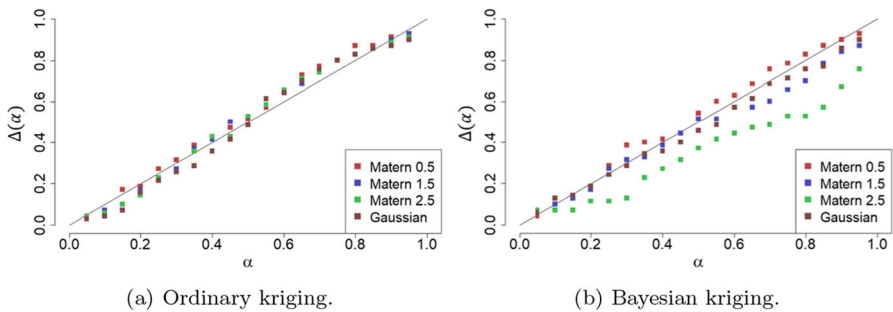 1.0
0.8
0.6
0.4
0.2
0.0
Δ(α)
0.0 0.2 0.4 0.6 0.8 1.0
α
Matern 0.5
Matern 1.5
Matern 2.5
Gaussian
(a) Ordinary kriging.
1.0
0.8
0.6
0.4
0.2
0.0
Δ(α)
0.0 0.2 0.4 0.6 0.8 1.0
α
Matern 0.5
Matern 1.5
Matern 2.5
Gaussian
(b) Bayesian kriging.